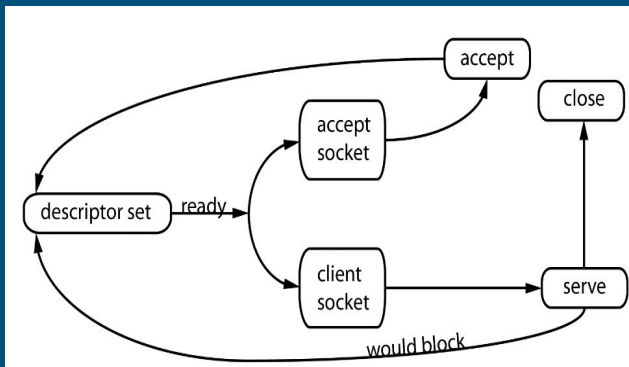 accept
close
accept
socket
descriptor set
ready
client
socket
serve
would block